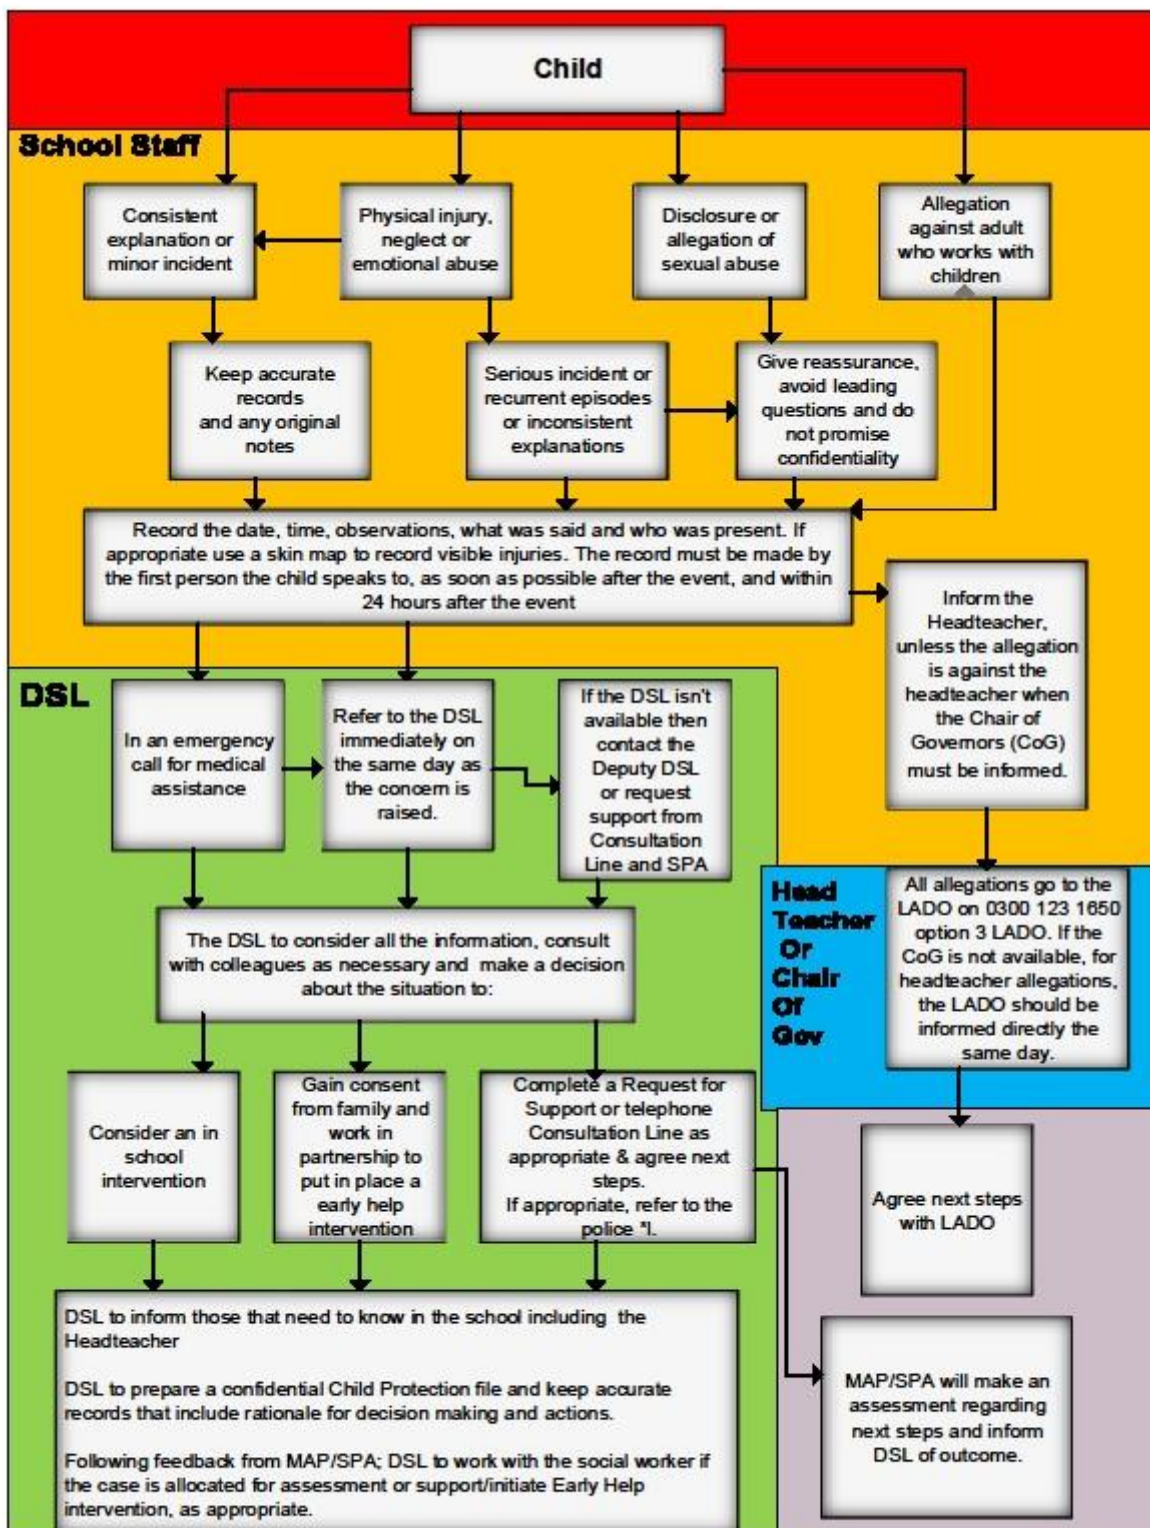 Child
School Staff
Consistent
explanation or
minor incident
Physical injury,
neglect or
emotional abuse
Disclosure or
allegation of
sexual abuse
Allegation
against adult
who works with
children
Keep accurate
records
and any original
notes
Serious incident or
recurrent episodes
or inconsistent
explanations
Give reassurance,
avoid leading
questions and do
not promise
confidentiality
Record the date, time, observations, what was said and who was present. If
appropriate use a skin map to record visible injuries. The record must be made by
the first person the child speaks to, as soon as possible after the event, and within
24 hours after the event
Inform the
Headteacher,
unless the allegation
is against the
headteacher when
the Chair of
Governors (CoG)
must be informed.
DSL
In an emergency
call for medical
assistance
Refer to the DSL
immediately on
the same day as
the concern is
raised.
If the DSL isn't
available then
contact the
Deputy DSL
or request
support from
Consultation
Line and SPA
Head
Teacher
Or
Chair
Of
Gov
All allegations go to the
LADO on 0300 123 1650
option 3 LADO. If the
CoG is not available, for
headteacher allegations,
the LADO should be
informed directly the
same day.
The DSL to consider all the information, consult
with colleagues as necessary and make a decision
about the situation to:
Consider an in
school
intervention
Gain consent
from family and
work in
partnership to
put in place a
early help
intervention
Complete a Request for
Support or telephone
Consultation Line as
appropriate & agree next
steps.
If appropriate, refer to the
police *I.
Agree next steps
with LADO
DSL to inform those that need to know in the school including the
Headteacher
DSL to prepare a confidential Child Protection file and keep accurate
records that include rationale for decision making and actions.
Following feedback from MAP/SPA; DSL to work with the social worker if
the case is allocated for assessment or support/initiate Early Help
intervention, as appropriate.
MAP/SPA will make an
assessment regarding
next steps and inform
DSL of outcome.